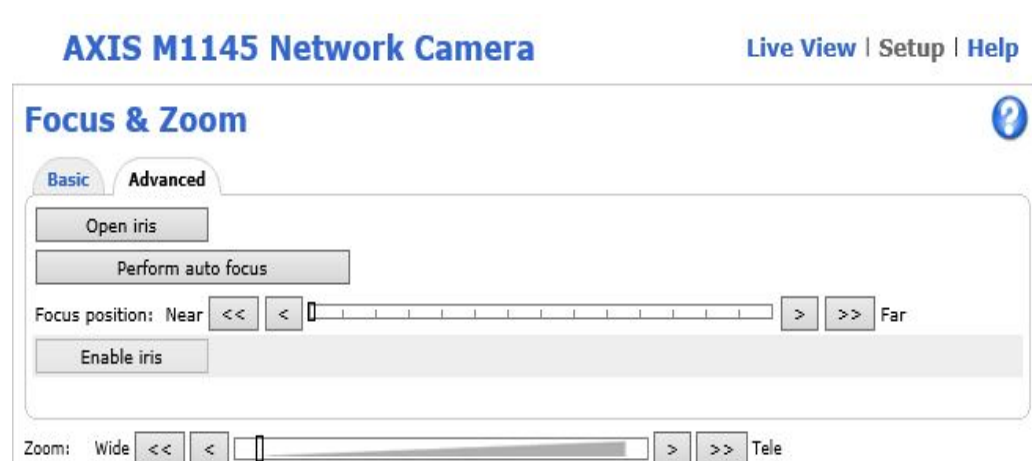 AXIS M1145 Network Camera Live View | Setup | Help
Focus & Zoom ?
Basic Advanced
Open iris
Perform auto focus
Focus position: Near << < > >> Far
Enable iris
Zoom: Wide << < > >> Tele